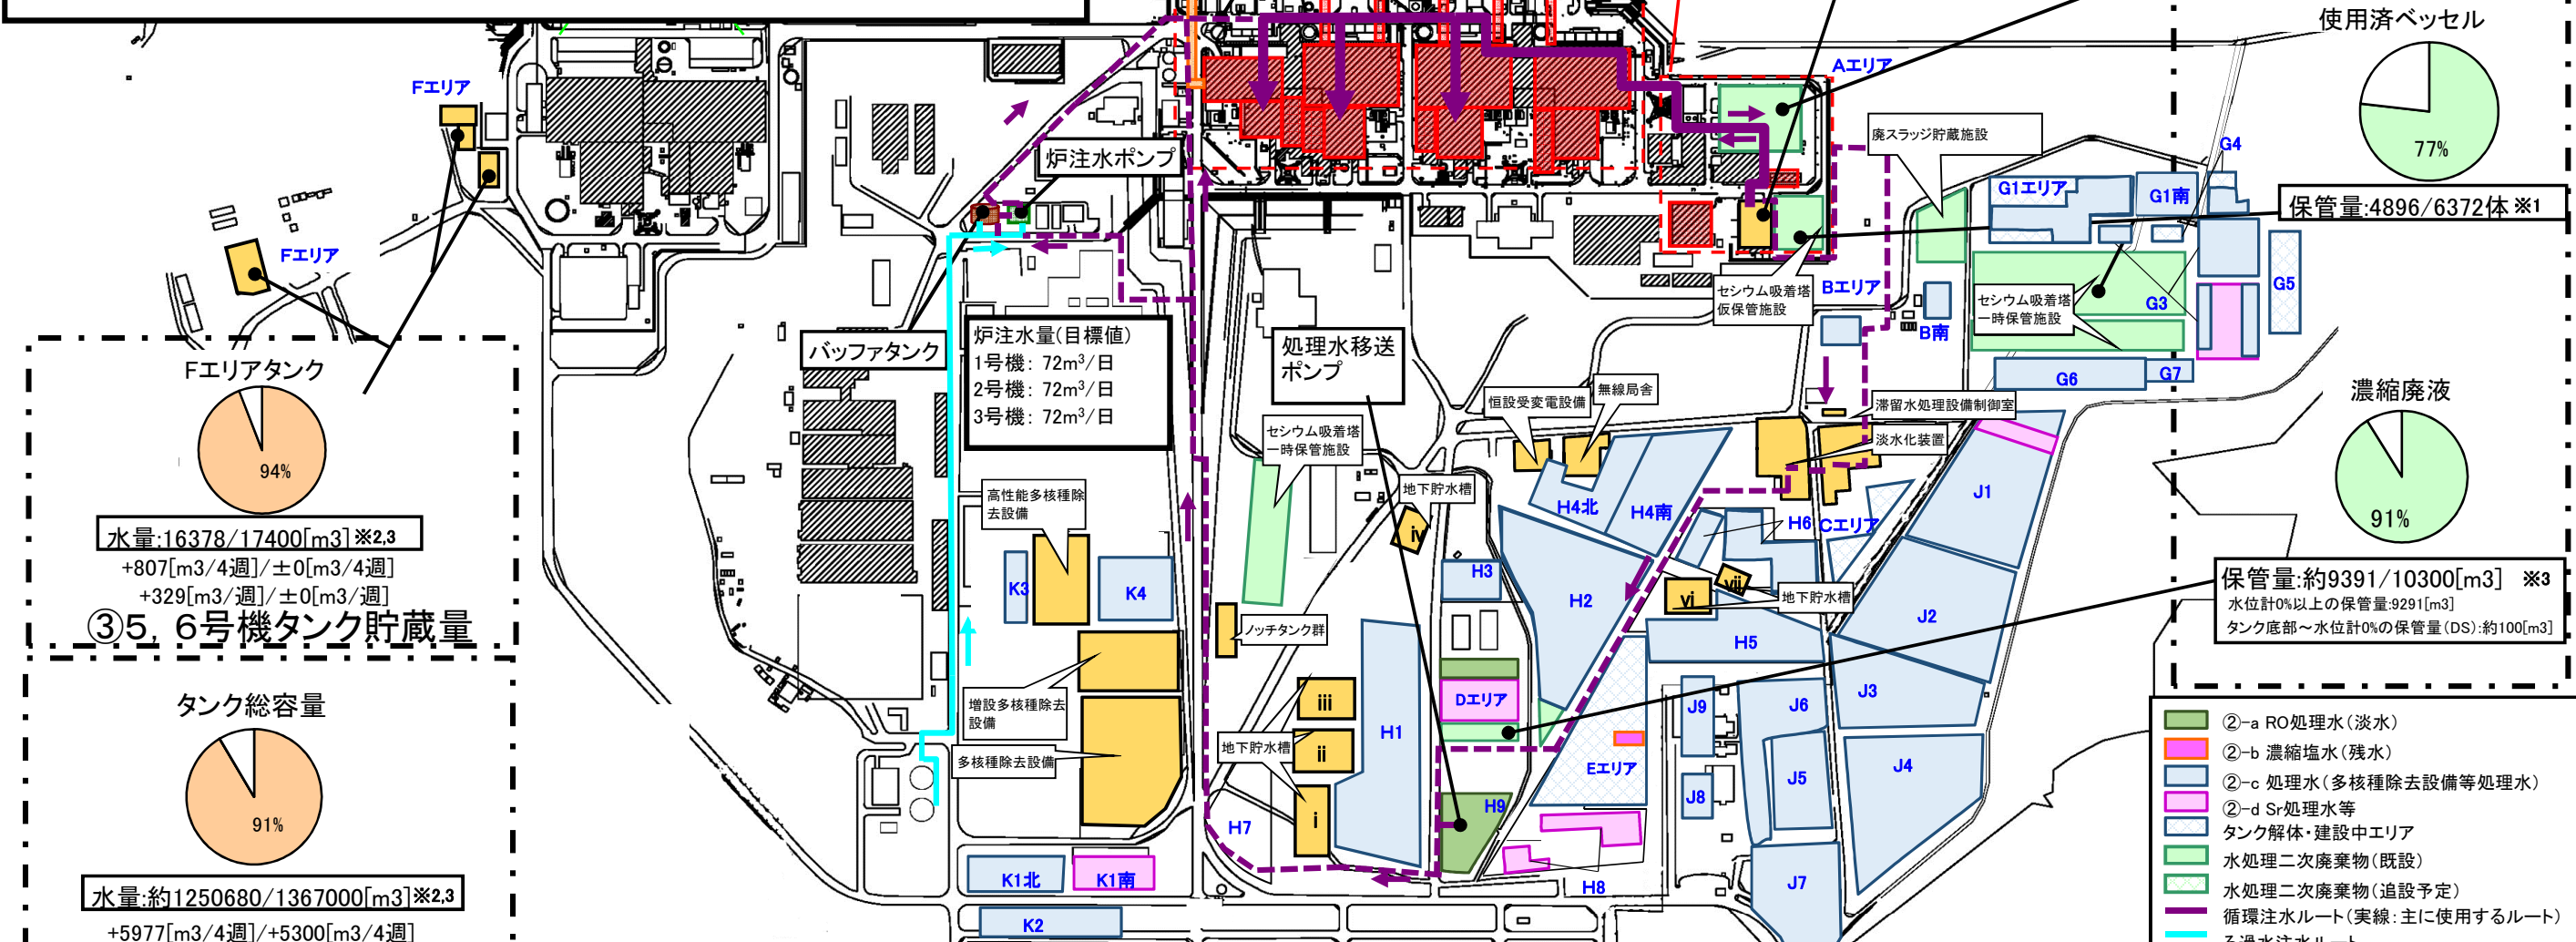 使用済ベッセル
77%
保管量:4896/6372体 ※1
濃縮廃液
91%
保管量:約9391/10300[m3] ※3
水位計0%以上の保管量:9291[m3]
タンク底部～水位計0%の保管量(DS):約100[m3]
Fエリア
Fエリア
Fエリアタンク
94%
水量:16378/17400[m3]※2,3
+807[m3/4週]/±0[m3/4週]
+329[m3/週]/±0[m3/週]
③5，6号機タンク貯蔵量
タンク総容量
91%
水量:約1250680/1367000[m3]※2,3
+5977[m3/4週]/+5300[m3/4週]
炉注水ポンプ
バッファタンク
炉注水量(目標値)
1号機: 72m³/日
2号機: 72m³/日
3号機: 72m³/日
処理水移送
ポンプ
Aエリア
廃スラッジ貯蔵施設
G1エリア
G1南
G4
セシウム吸着塔
仮保管施設
Bエリア
B南
セシウム吸着塔
一時保管施設
G3
G5
G6
G7
恒設受変電設備
無線局舎
滞留水処理設備制御室
淡水化装置
セシウム吸着塔
一時保管施設
地下貯水槽
iv
H4北
H4南
H6
Cエリア
J1
高性能多核種除
去設備
K3
K4
H3
H2
vi
vii
地下貯水槽
J2
ノッチタンク群
H5
増設多核種除去
設備
多核種除去設備
地下貯水槽
iii
ii
i
H1
Dエリア
Eエリア
H9
J9
J6
J3
J8
J5
J4
H7
H8
J7
K1北
K1南
K2
②-a RO処理水(淡水)
②-b 濃縮塩水(残水)
②-c 処理水(多核種除去設備等処理水)
②-d Sr処理水等
タンク解体・建設中エリア
水処理二次廃棄物(既設)
水処理二次廃棄物(追設予定)
循環注水ルート(実線:主に使用するルート)
ろ過水注水ルート